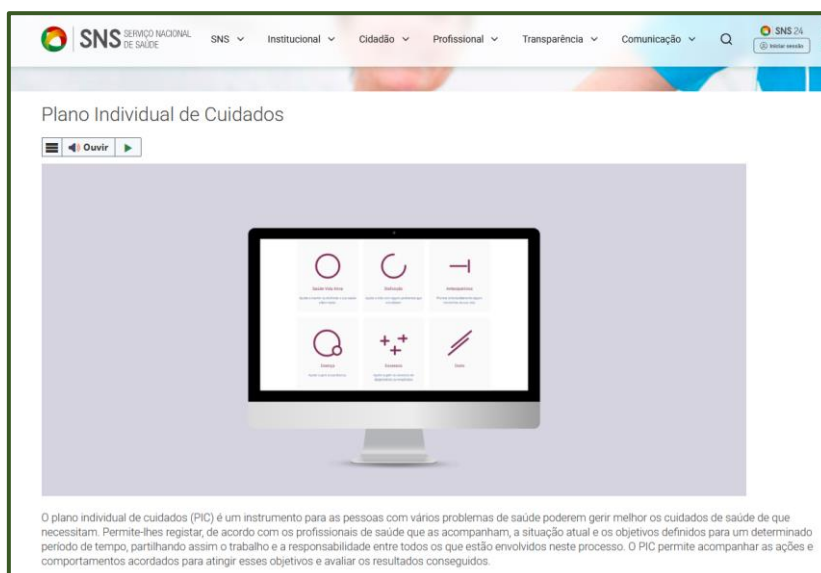 SNS SERVIÇO NACIONAL
DE SAÚDE
SNS Institucional Cidadão Profissional Transparência Comunicação
SNS 24
Iniciar sessão
Plano Individual de Cuidados
Ouvir
Doença
O plano individual de cuidados (PIC) é um instrumento para as pessoas com vários problemas de saúde poderem gerir melhor os cuidados de saúde de que
necessitam. Permite-lhes registar, de acordo com os profissionais de saúde que as acompanham, a situação atual e os objetivos definidos para um determinado
período de tempo, partilhando assim o trabalho e a responsabilidade entre todos os que estão envolvidos neste processo. O PIC permite acompanhar as ações e
comportamentos acordados para atingir esses objetivos e avaliar os resultados conseguidos.